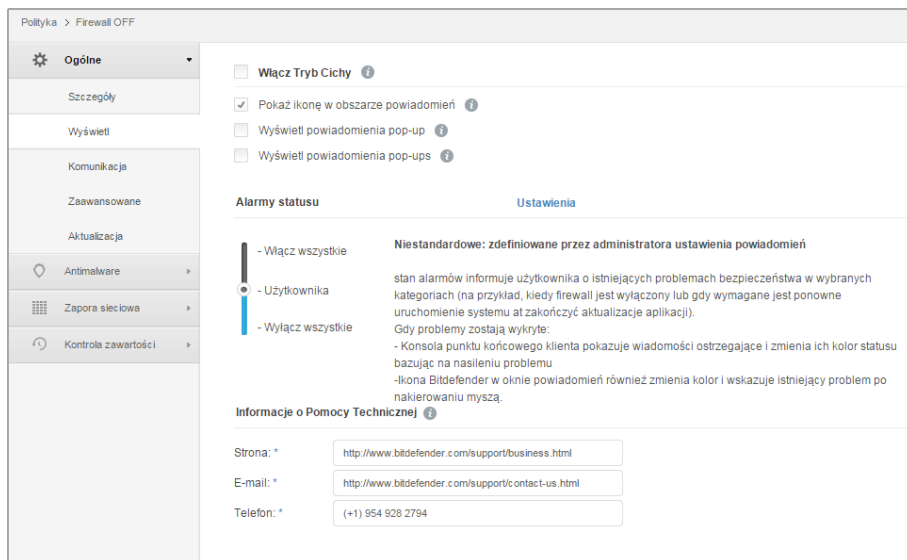 Polityka > Firewall OFF
Ogólne
Szczegóły
Wyświetl
Komunikacja
Zaawansowane
Aktualizacja
Antimalware
Zapora sieciowa
Kontrola zawartości
Włącz Tryb Cichy
Pokaż ikonę w obszarze powiadomień
Wyświetl powiadomienia pop-up
Wyświetl powiadomienia pop-ups
Alarmy statusu
Ustawienia
- Włącz wszystkie
- Użytkownika
- Wyłącz wszystkie
Niestandardowe: zdefiniowane przez administratora ustawienia powiadomień
stan alarmów informuje użytkownika o istniejących problemach bezpieczeństwa w wybranych
kategoriach (na przykład, kiedy firewall jest wyłączony lub gdy wymagane jest ponowne
uruchomienie systemu at zakończyć aktualizacje aplikacji).
Gdy problemy zostają wykryte:
- Konsola punktu końcowego klienta pokazuje wiadomości ostrzegające i zmienia ich kolor statusu
bazując na nasileniu problemu
-Ikona Bitdefender w oknie powiadomień również zmienia kolor i wskazuje istniejący problem po
nakierowaniu myszą.
Informacje o Pomocy Technicznej
Strona: * http://www.bitdefender.com/support/business.html
E-mail: * http://www.bitdefender.com/support/contact-us.html
Telefon: * (+1) 954 928 2794